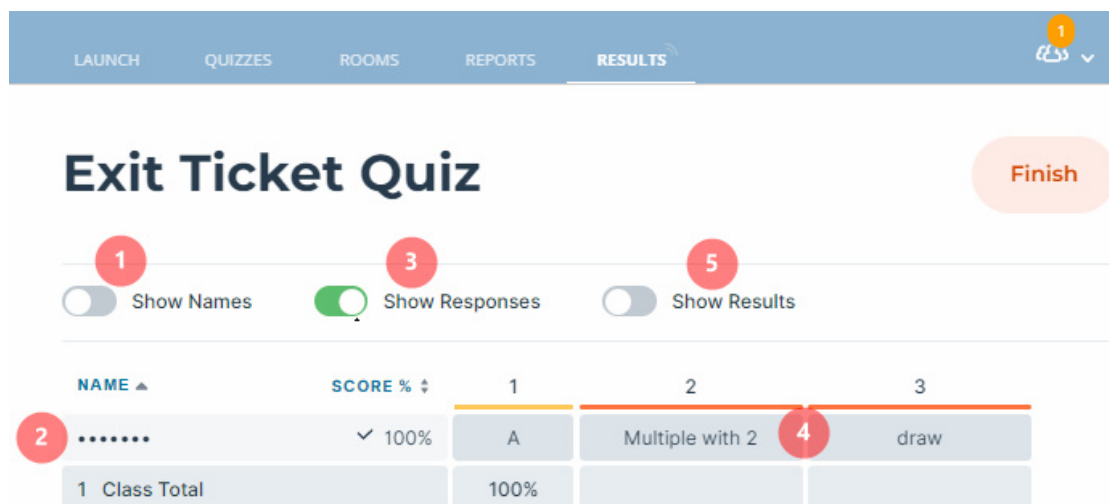 1
LAUNCH QUIZZES ROOMS REPORTS RESULTS
Exit Ticket Quiz Finish
1 3 5
Show Names Show Responses Show Results
NAME SCORE % 1 2 3
2 ••••••• 100% A Multiple with 2 4 draw
1 Class Total 100%